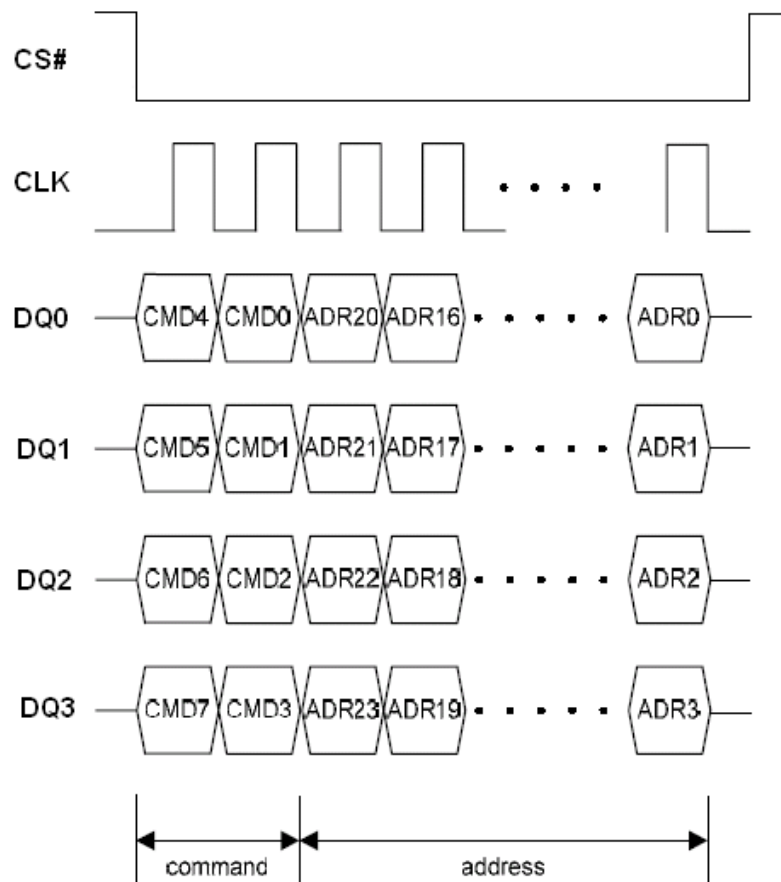 CS#
CLK
DQ0 CMD4 CMD0 ADR20 ADR16 ADR0
DQ1 CMD5 CMD1 ADR21 ADR17 ADR1
DQ2 CMD6 CMD2 ADR22 ADR18 ADR2
DQ3 CMD7 CMD3 ADR23 ADR19 ADR3
command address